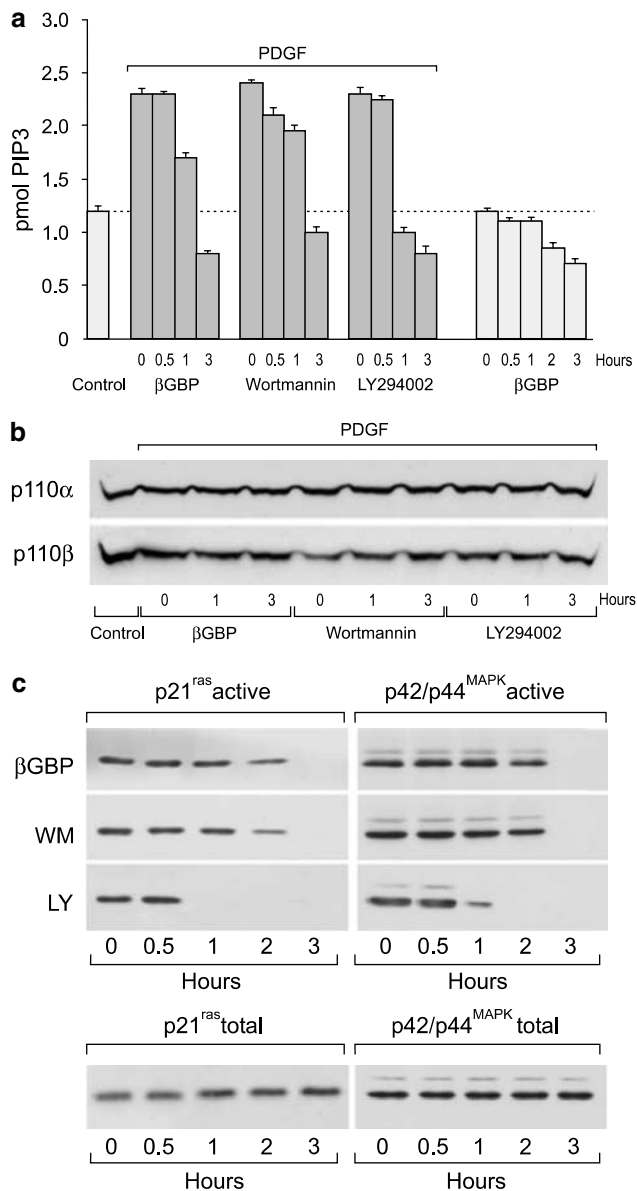 a
PDGF
pmol PIP3
3.0
2.5
2.0
1.5
1.0
0.5
0
0 0.5 1 3 0 0.5 1 3 0 0.5 1 3 0 0.5 1 2 3 Hours
Control βGBP Wortmannin LY294002 βGBP
b
PDGF
p110α
p110β
0 1 3 0 1 3 0 1 3 Hours
Control βGBP Wortmannin LY294002
c
p21ras active p42/p44MAPK active
βGBP
WM
LY
0 0.5 1 2 3 0 0.5 1 2 3
Hours Hours
p21ras total p42/p44MAPK total
0 0.5 1 2 3 0 0.5 1 2 3
Hours Hours